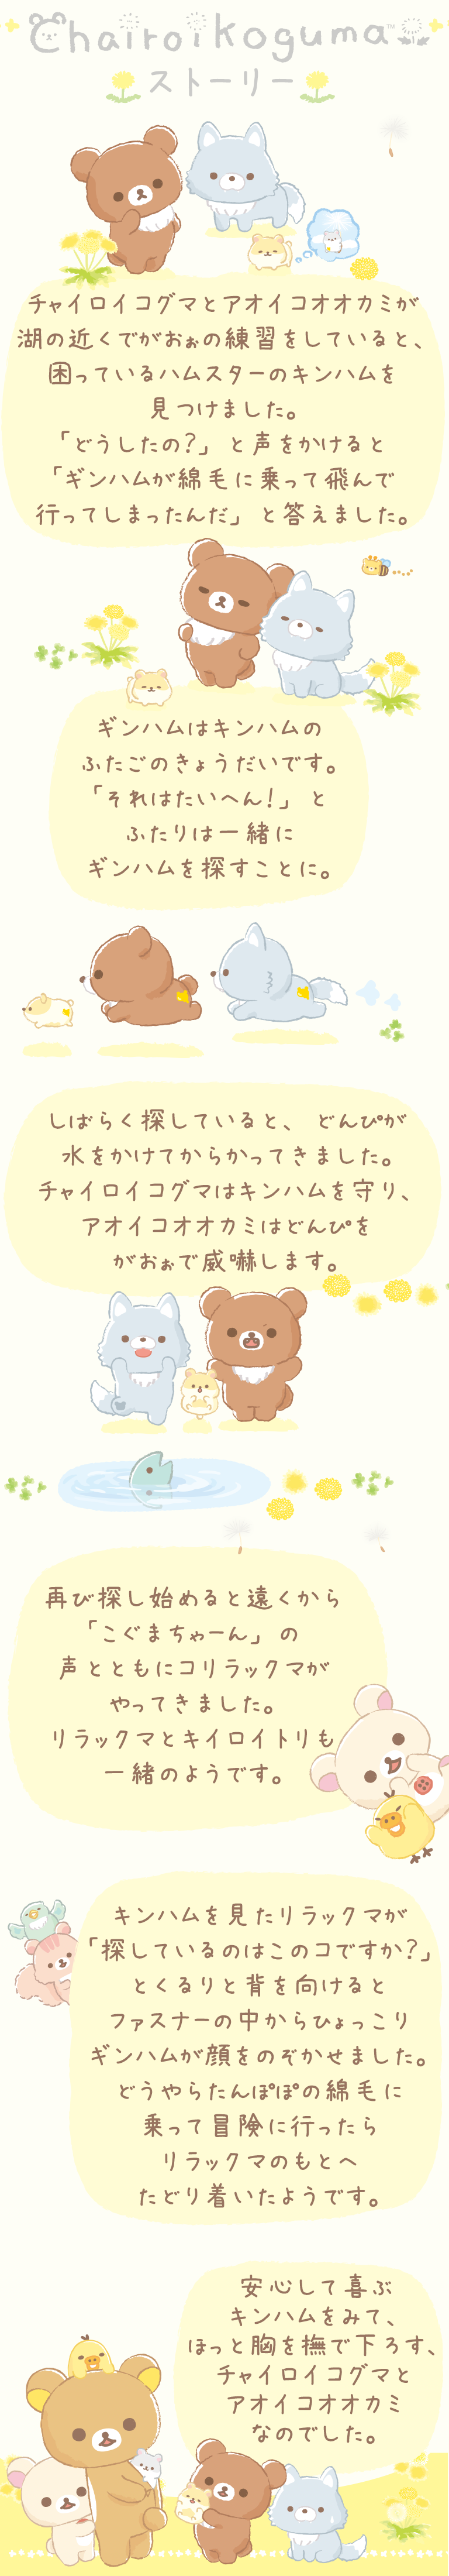 Chairoikoguma™
ストーリー
チャイロイコグマとアオイコオオカミが
湖の近くでがおぉの練習をしていると、
困っているハムスターのキンハムを
見つけました。
「どうしたの?」と声をかけると
「ギンハムが綿毛に乗って飛んで
行ってしまったんだ」と答えました。
ギンハムはキンハムの
ふたごのきょうだいです。
「それはたいへん!」と
ふたりは一緒に
ギンハムを探すことに。
しばらく探していると、どんぴが
水をかけてからかってきました。
チャイロイコグマはキンハムを守り、
アオイコオオカミはどんぴを
がおぉで威嚇します。
再び探し始めると遠くから
「こぐまちゃーん」の
声とともにコリラックマが
やってきました。
リラックマとキイロイトリも
一緒のようです。
キンハムを見たリラックマが
「探しているのはこのコですか?」
とくるりと背を向けると
ファスナーの中からひょっこり
ギンハムが顔をのぞかせました。
どうやらたんぽぽの綿毛に
乗って冒険に行ったら
リラックマのもとへ
たどり着いたようです。
安心して喜ぶ
キンハムをみて、
ほっと胸を撫で下ろす、
チャイロイコグマと
アオイコオオカミ
なのでした。